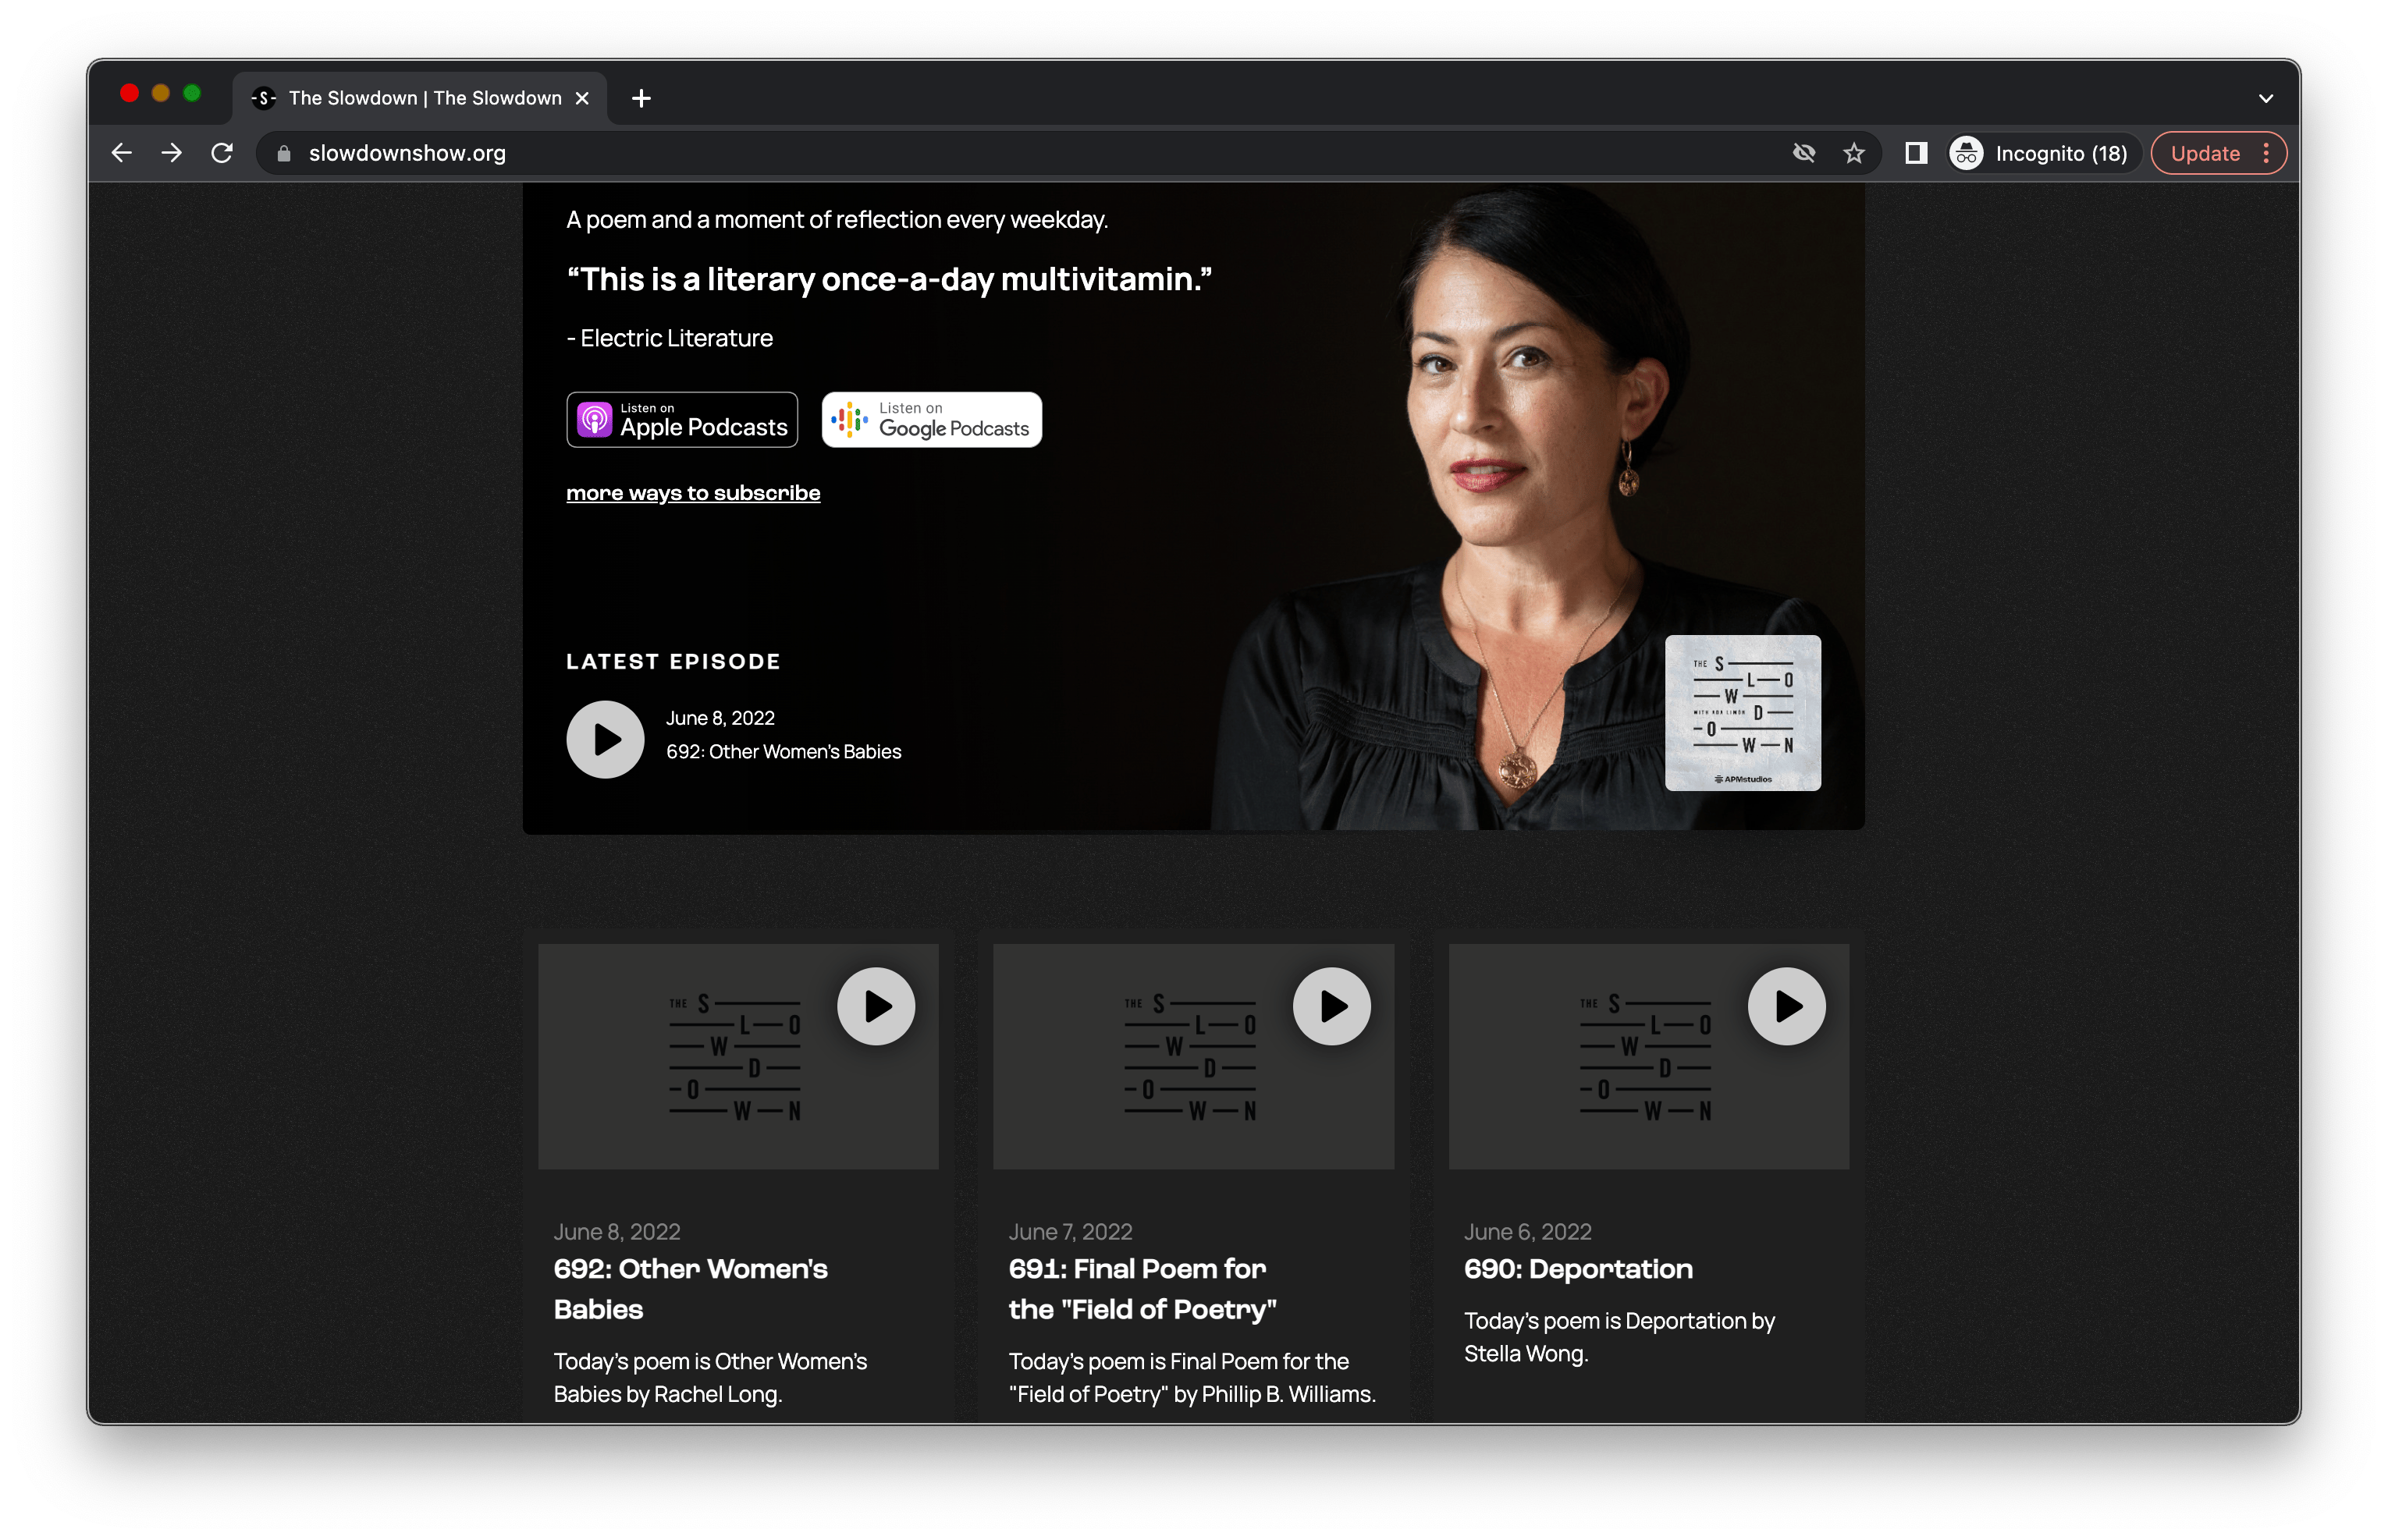 -S- The Slowdown | The Slowdown
slowdownshow.org
Incognito (18)
Update
A poem and a moment of reflection every weekday.
“This is a literary once-a-day multivitamin.”
- Electric Literature
Listen on
Apple Podcasts
Listen on
Google Podcasts
more ways to subscribe
LATEST EPISODE
June 8, 2022
692: Other Women's Babies
THE S
L O
W
WITH ADA LIMÓN D
O
W N
APMstudios
THE S
L O
W
D
O
W N
THE S
L O
W
D
O
W N
THE S
L O
W
D
O
W N
June 8, 2022
692: Other Women's
Babies
Today’s poem is Other Women’s
Babies by Rachel Long.
June 7, 2022
691: Final Poem for
the "Field of Poetry"
Today’s poem is Final Poem for the
"Field of Poetry" by Phillip B. Williams.
June 6, 2022
690: Deportation
Today’s poem is Deportation by
Stella Wong.